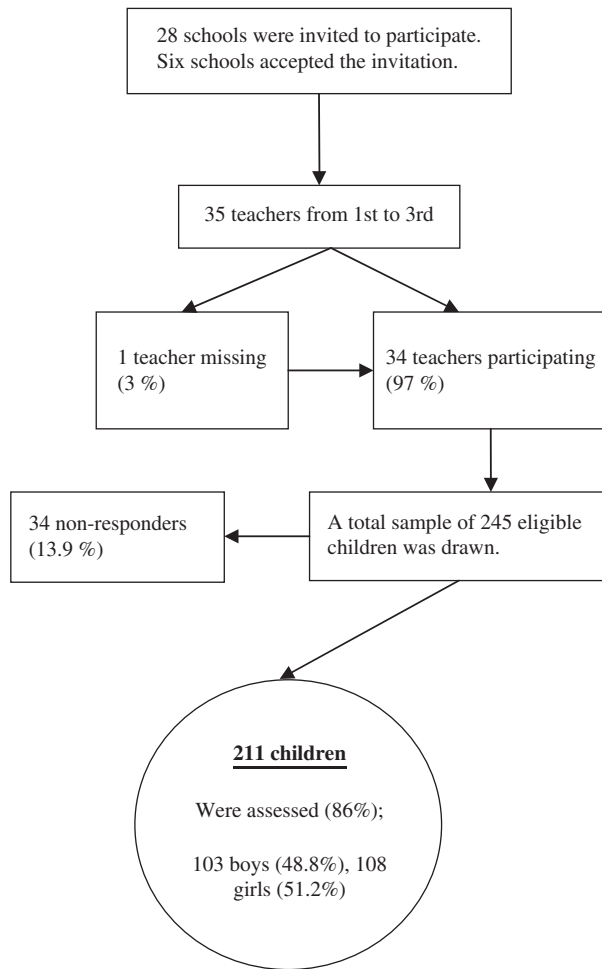 28 schools were invited to participate.
Six schools accepted the invitation.
35 teachers from 1st to 3rd
1 teacher missing
(3 %)
34 teachers participating
(97 %)
34 non-responders
(13.9 %)
A total sample of 245 eligible
children was drawn.
211 children
Were assessed (86%);
103 boys (48.8%), 108
girls (51.2%)